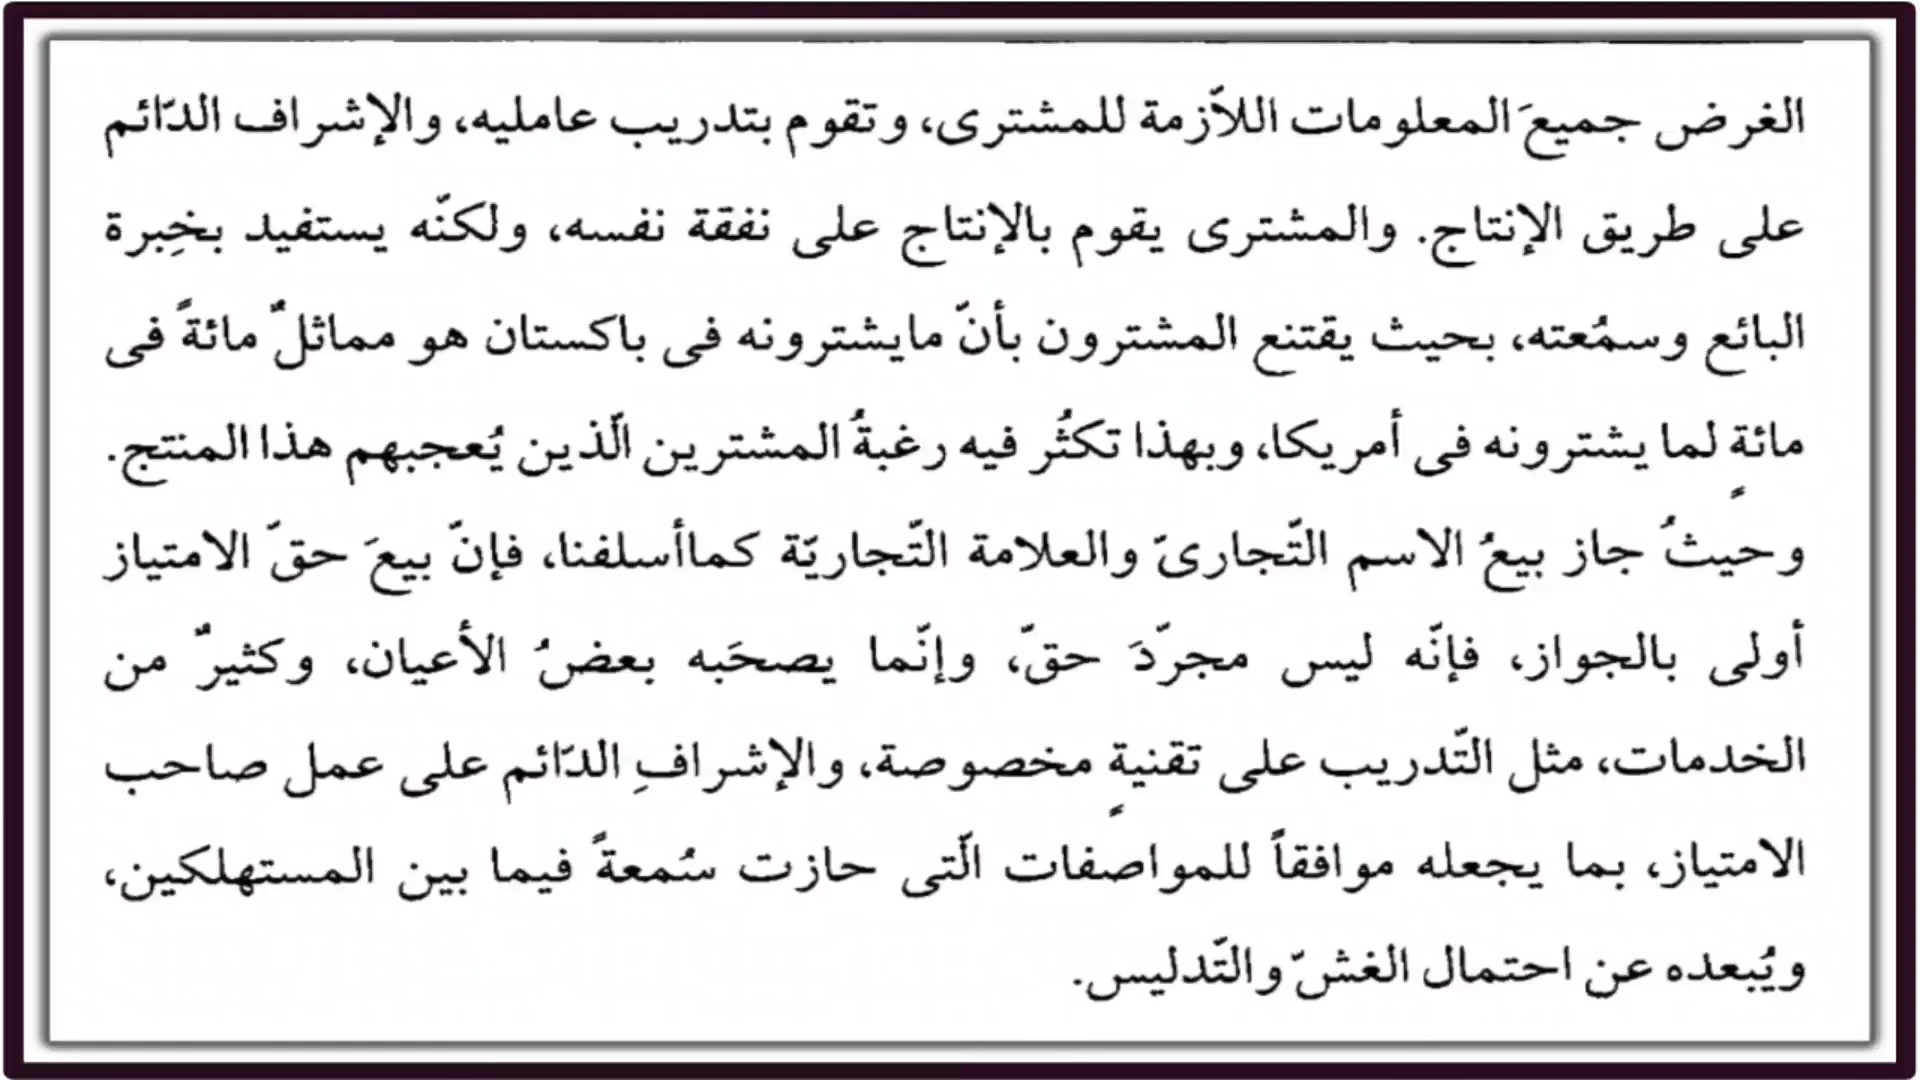 الغرض جميعَ المعلومات اللاّزمة للمشترى، وتقوم بتدريب عامليه، والإشراف الدّائم
على طريق الإنتاج. والمشترى يقوم بالإنتاج على نفقة نفسه، ولكنّه يستفيد بخِبرة
البائع وسمُعته، بحيث يقتنع المشترون بأنّ مايشترونه فى باكستان هو مماثلٌ مائةً فى
مائةٍ لما يشترونه فى أمريكا، وبهذا تكثُر فيه رغبةُ المشترين الّذين يُعجبهم هذا المنتج.
وحيثُ جاز بيعُ الاسم التّجارىّ والعلامة التّجاريّة كماأسلفنا، فإنّ بيعَ حقّ الامتياز
أولى بالجواز، فإنّه ليس مجرّدَ حقّ، وإنّما يصحَبه بعضُ الأعيان، وكثيرٌ من
الخدمات، مثل التّدريب على تقنيةٍ مخصوصة، والإشرافِ الدّائم على عمل صاحب
الامتياز، بما يجعله موافقاً للمواصفات الّتى حازت سُمعةً فيما بين المستهلكين،
ويُبعده عن احتمال الغشّ والتّدليس.